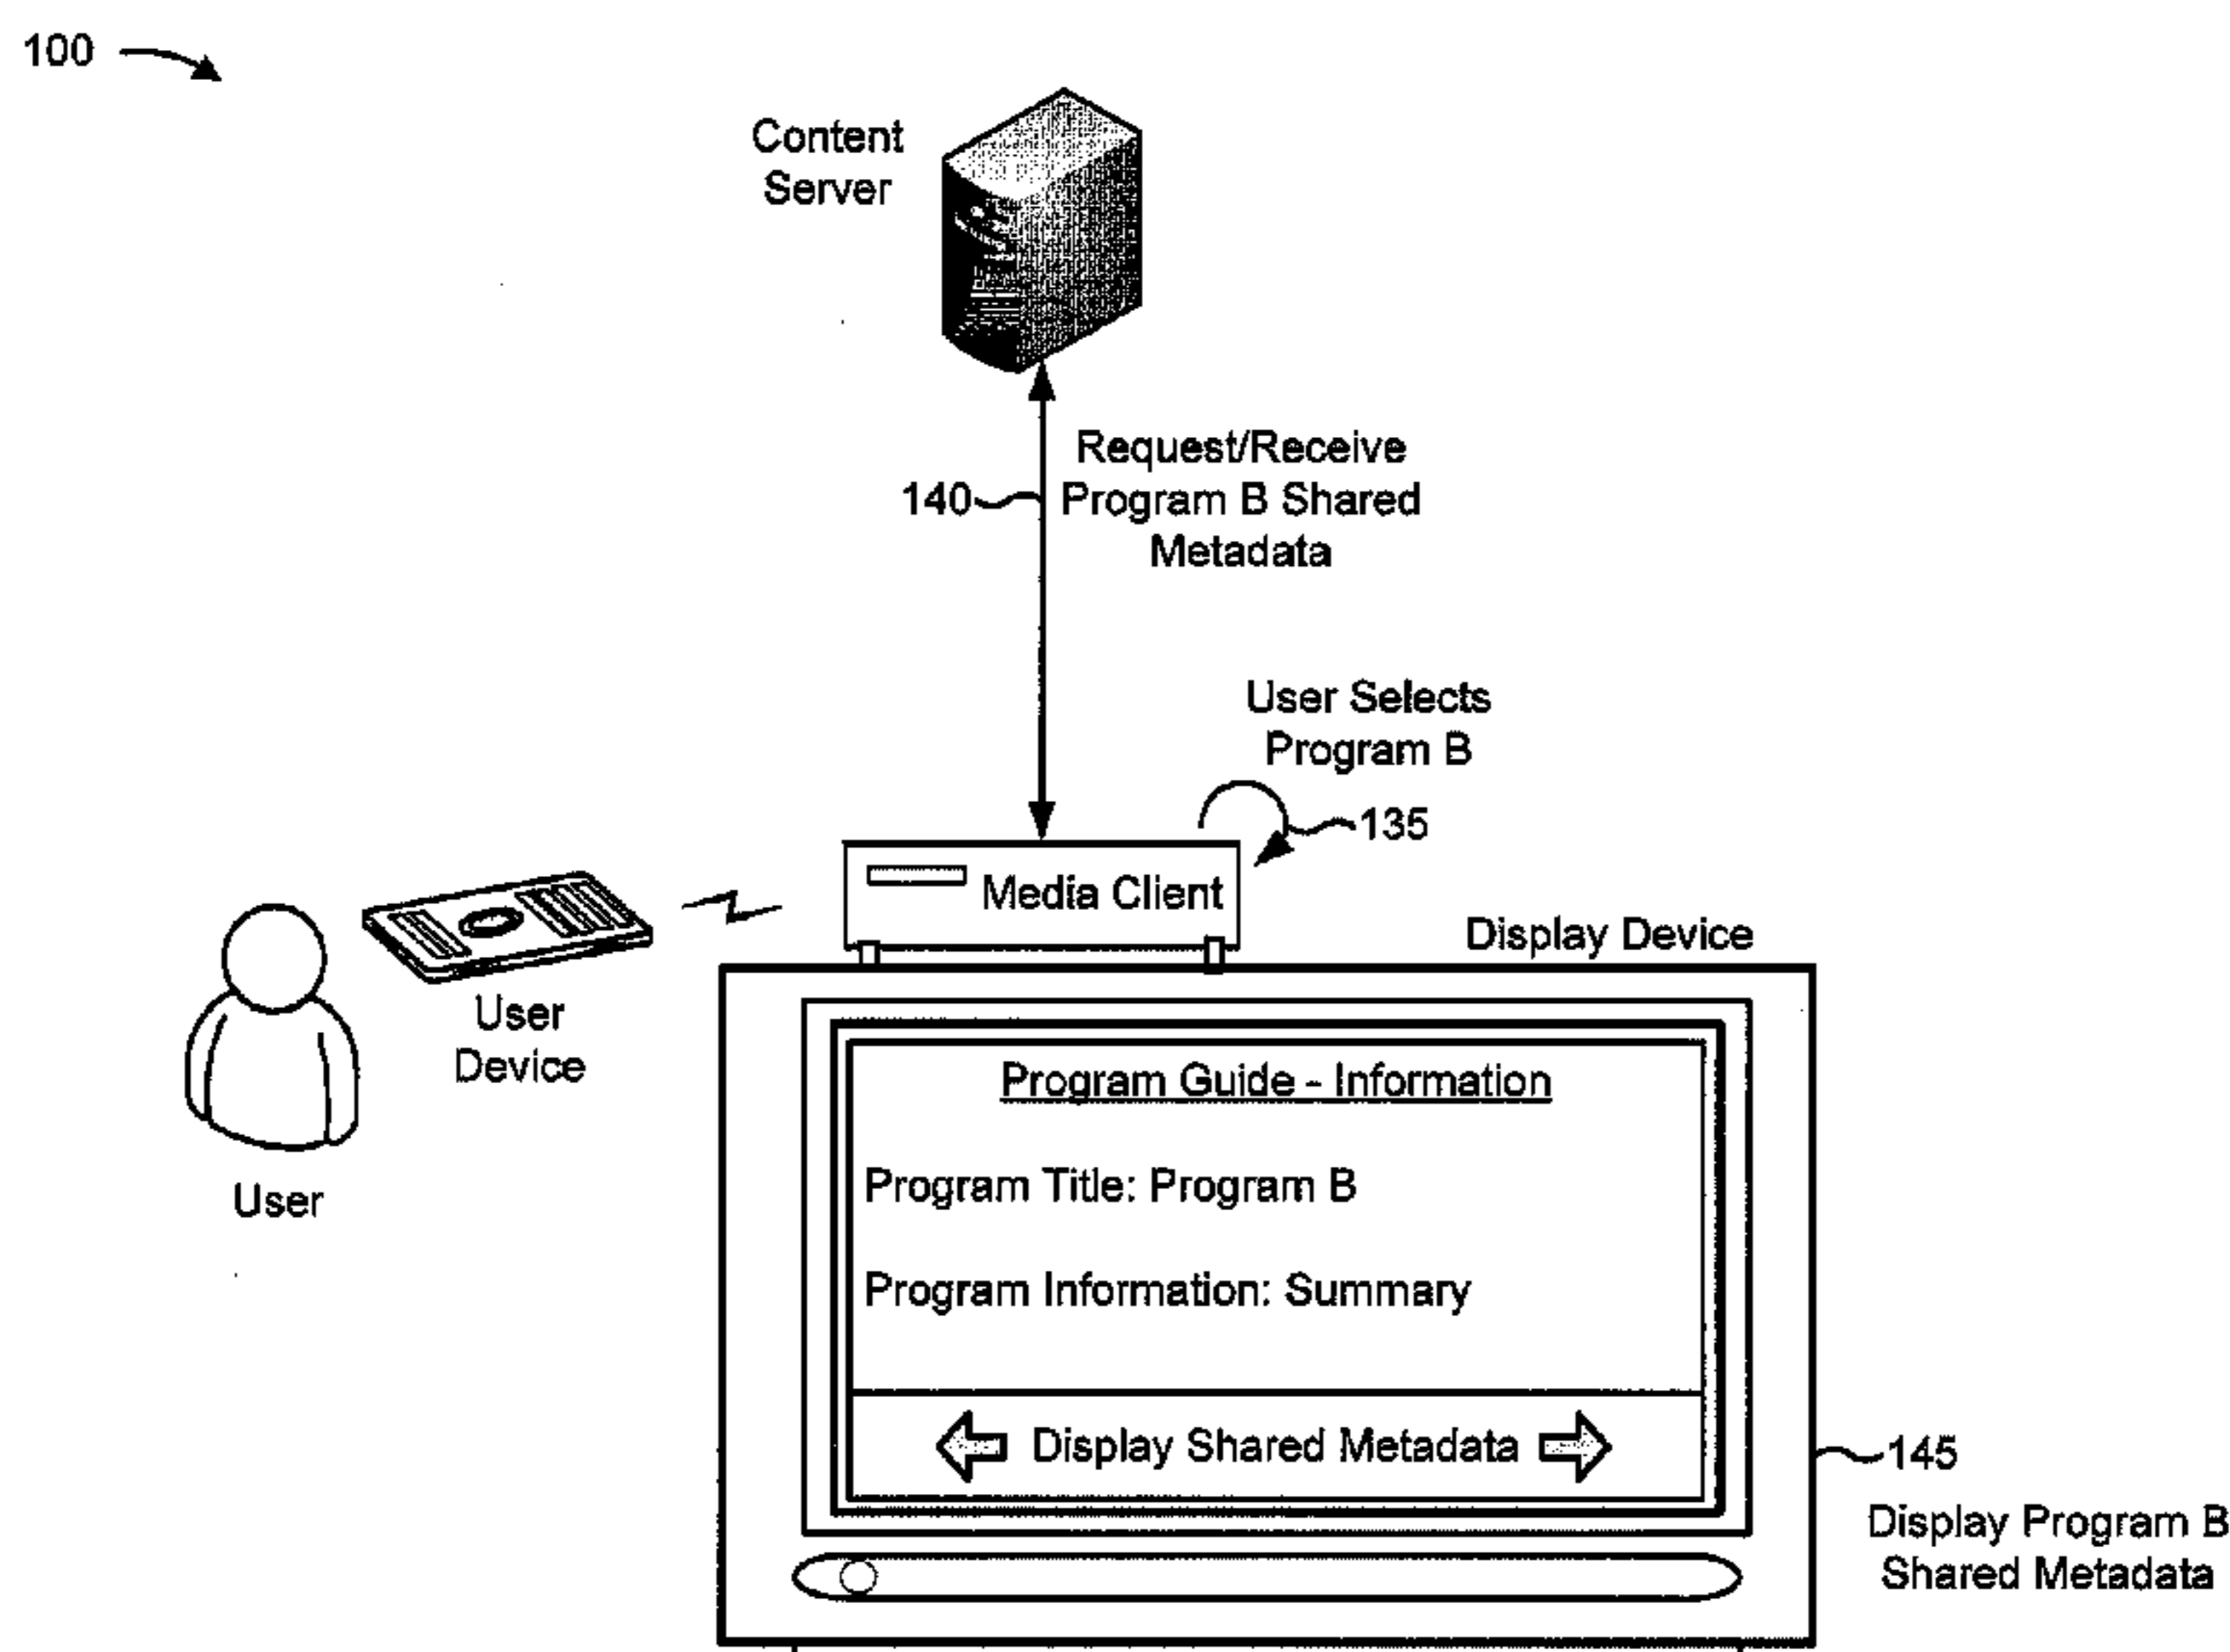 100
Content
Server
Request/Receive
140 Program B Shared
Metadata
User Selects
Program B
135
Media Client
Display Device
User
Device
User
Program Guide - Information
Program Title: Program B
Program Information: Summary
Display Shared Metadata
145
Display Program B
Shared Metadata